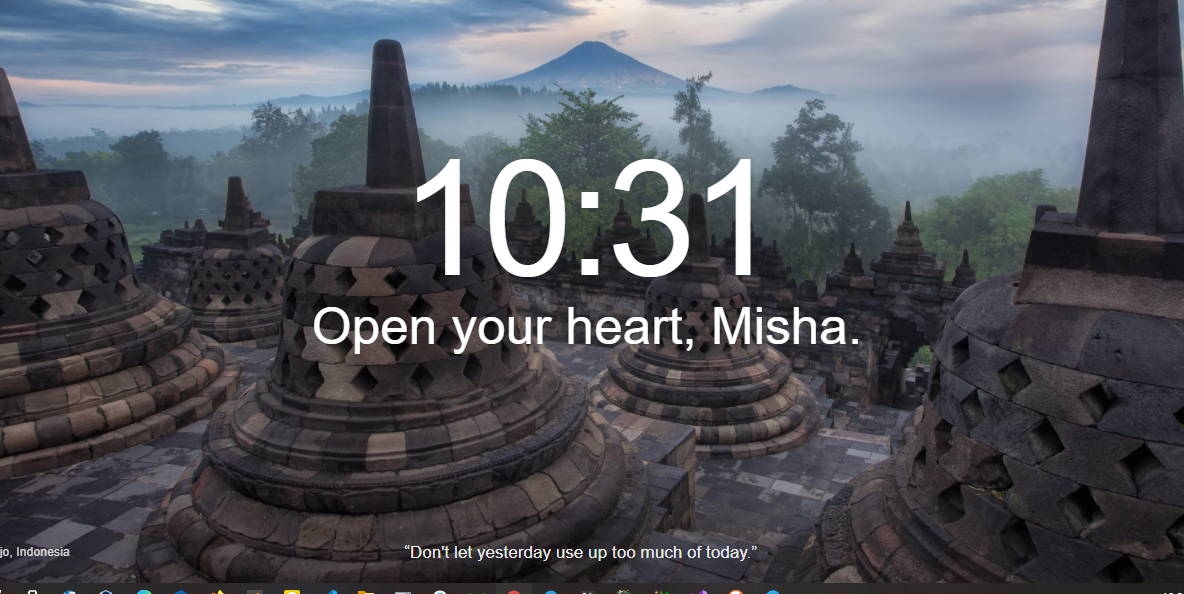 10:31
Open your heart, Misha.
jo, Indonesia
“Don't let yesterday use up too much of today.”